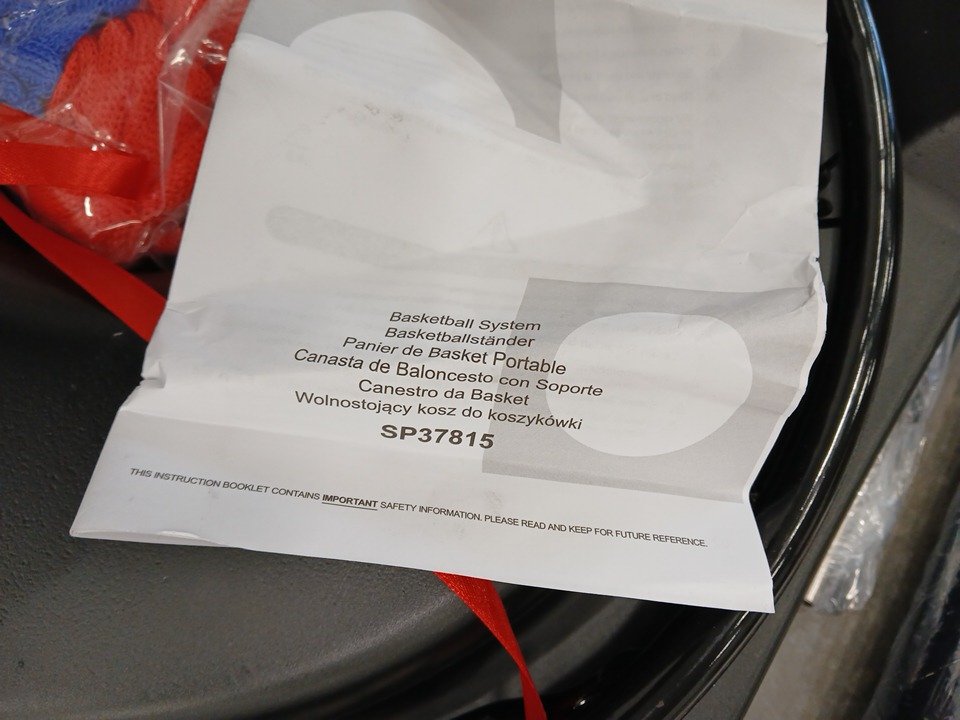 Basketball System
Basketballständer
Panier de Basket Portable
Canasta de Baloncesto con Soporte
Canestro da Basket
Wolnostojący kosz do koszykówki
SP37815
THIS INSTRUCTION BOOKLET CONTAINS IMPORTANT SAFETY INFORMATION. PLEASE READ AND KEEP FOR FUTURE REFERENCE.